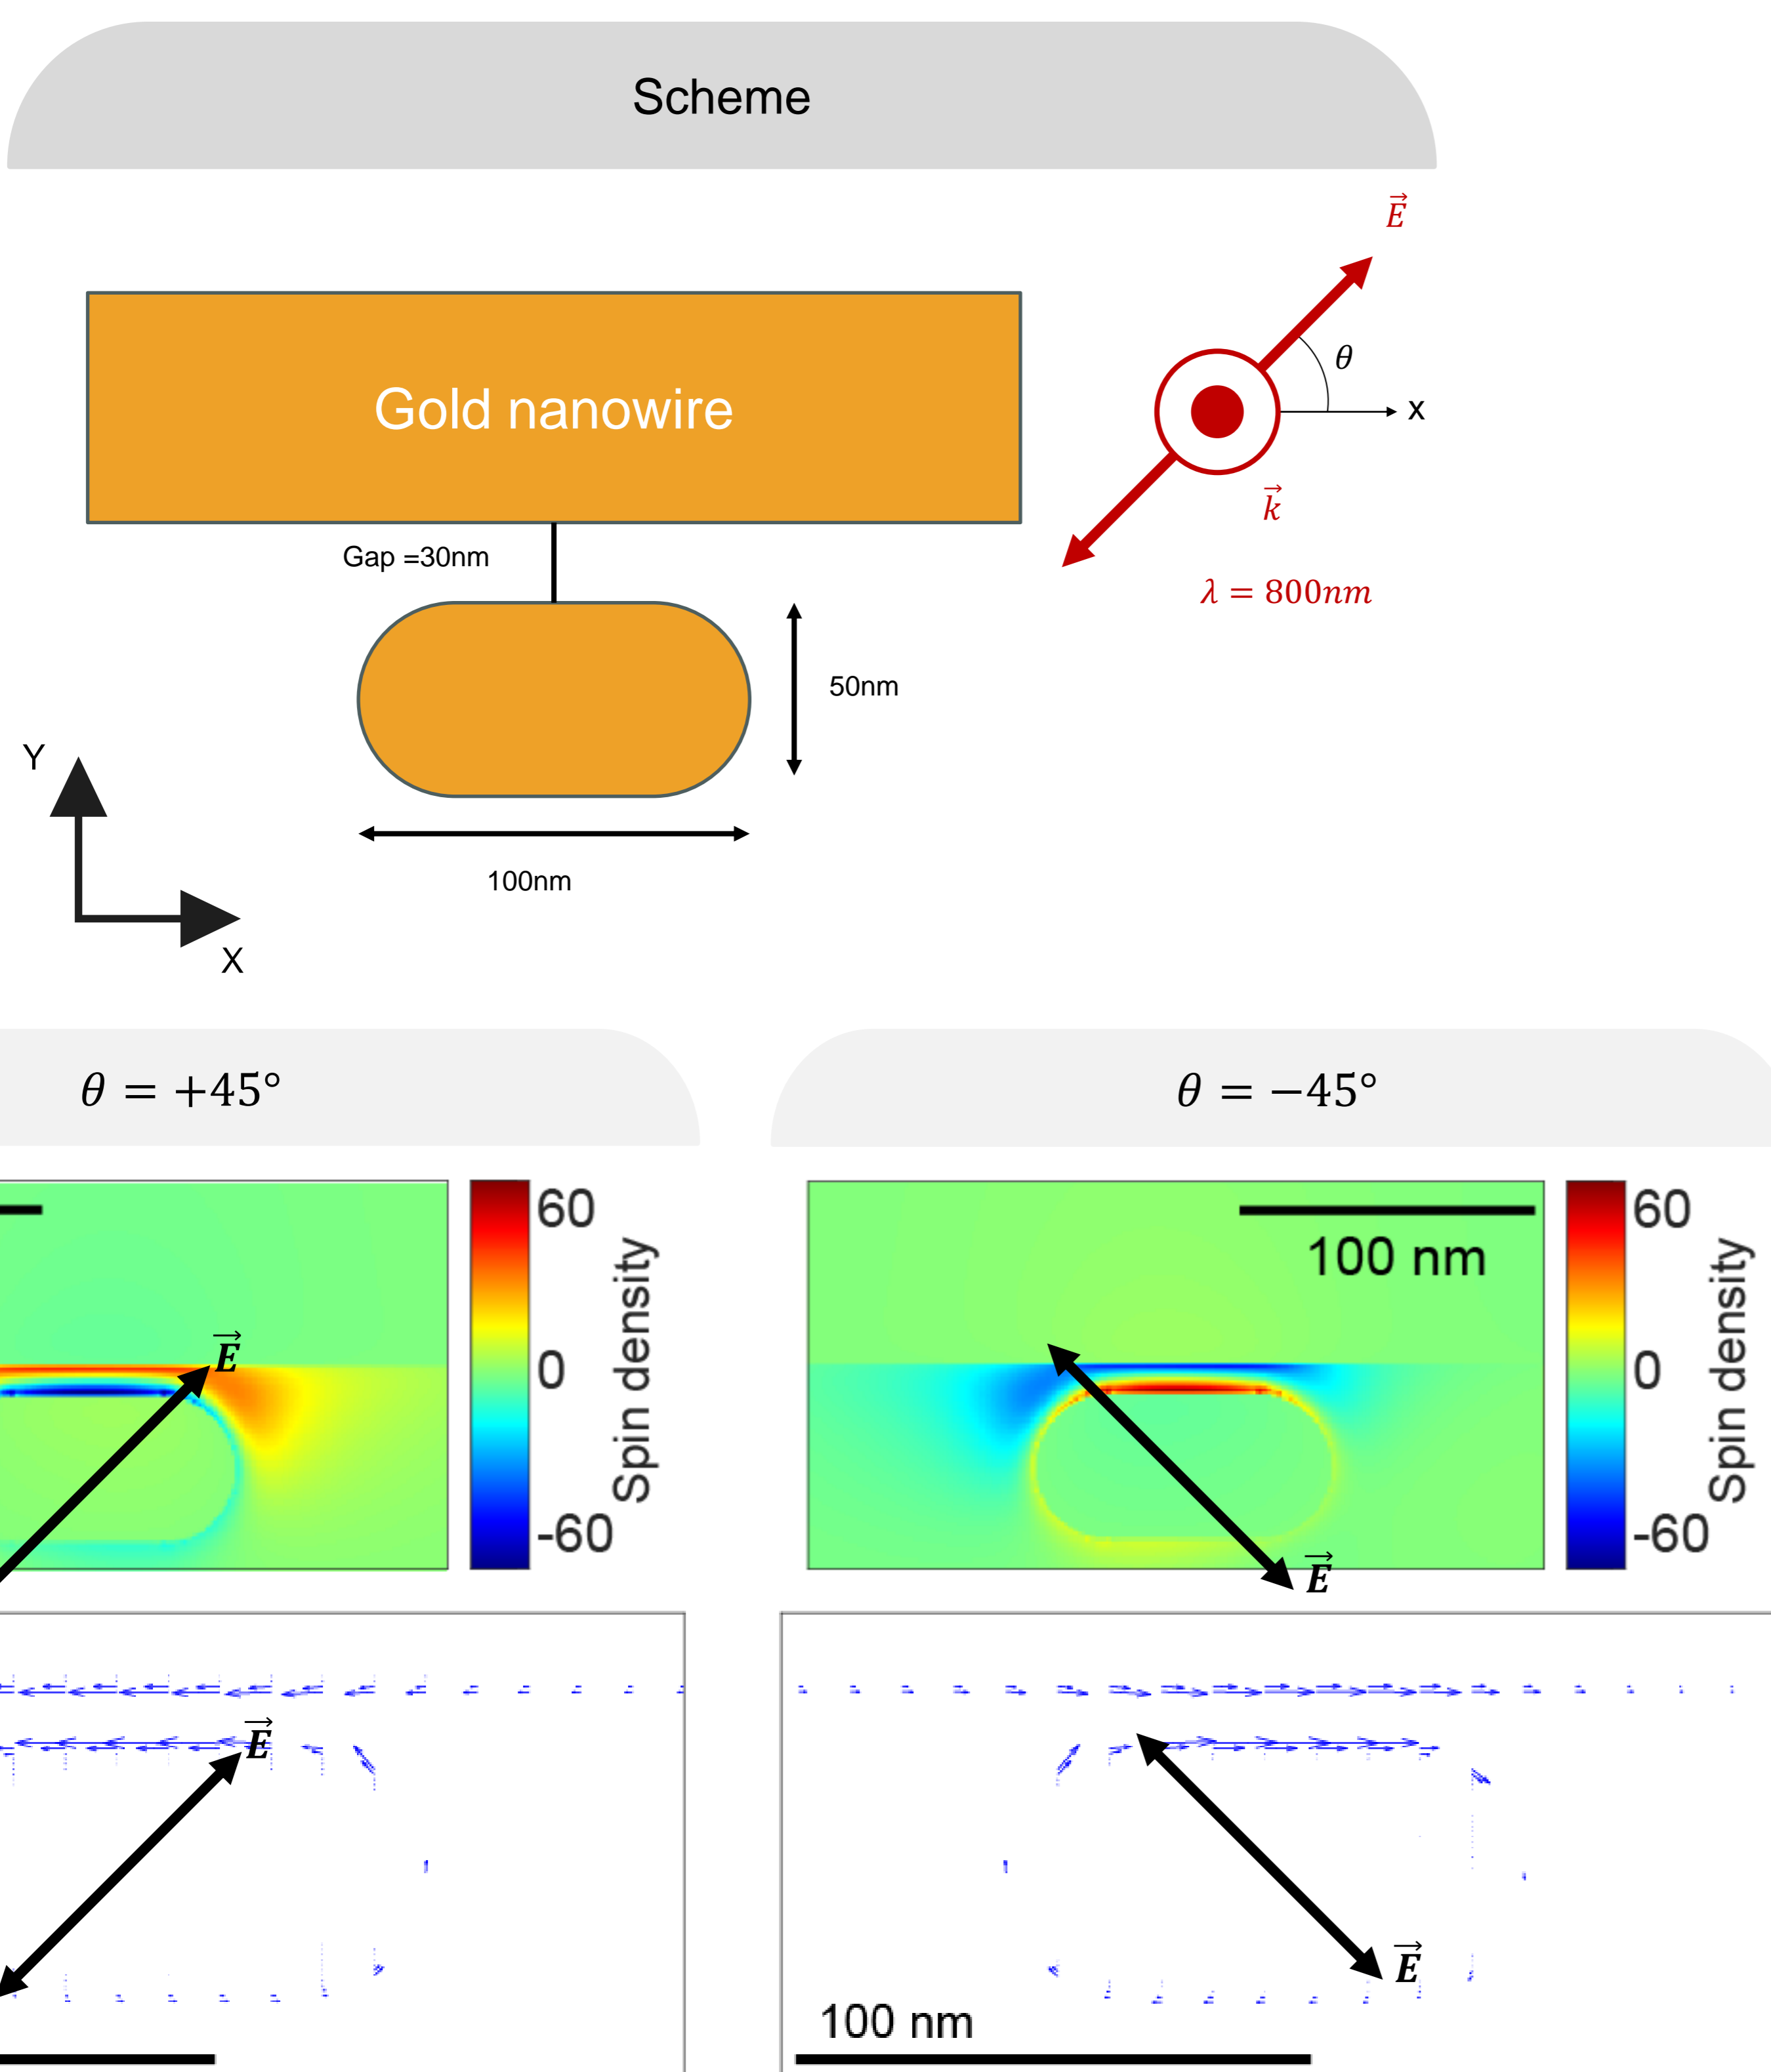 Scheme
E⃗
Gold nanowire
θ
x
k⃗
Gap =30nm
λ = 800nm
50nm
Y
100nm
X
θ = +45°
θ = −45°
60
0
-60
Spin density
E⃗
100 nm
60
0
-60
Spin density
E⃗
E⃗
E⃗
100 nm